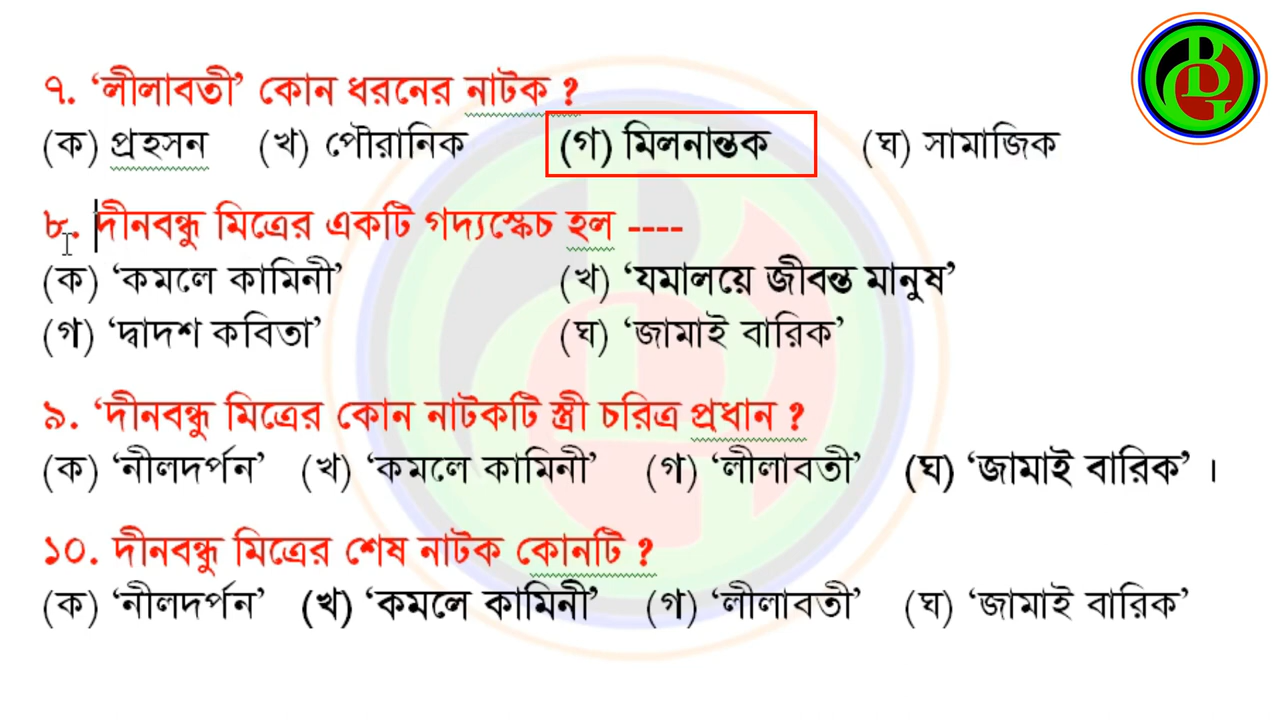 ৭. ‘লীলাবতী’ কোন ধরনের নাটক ?
(ক) প্রহসন (খ) পৌরানিক (গ) মিলনান্তক (ঘ) সামাজিক
৮. দীনবন্ধু মিত্রের একটি গদ্যস্কেচ হল ----
(ক) ‘কমলে কামিনী’ (খ) ‘যমালয়ে জীবন্ত মানুষ’
(গ) ‘দ্বাদশ কবিতা’ (ঘ) ‘জামাই বারিক’
৯. ‘দীনবন্ধু মিত্রের কোন নাটকটি স্ত্রী চরিত্র প্রধান ?
(ক) ‘নীলদর্পন’ (খ) ‘কমলে কামিনী’ (গ) ‘লীলাবতী’ (ঘ) ‘জামাই বারিক’ ।
১০. দীনবন্ধু মিত্রের শেষ নাটক কোনটি ?
(ক) ‘নীলদর্পন’ (খ) ‘কমলে কামিনী’ (গ) ‘লীলাবতী’ (ঘ) ‘জামাই বারিক’